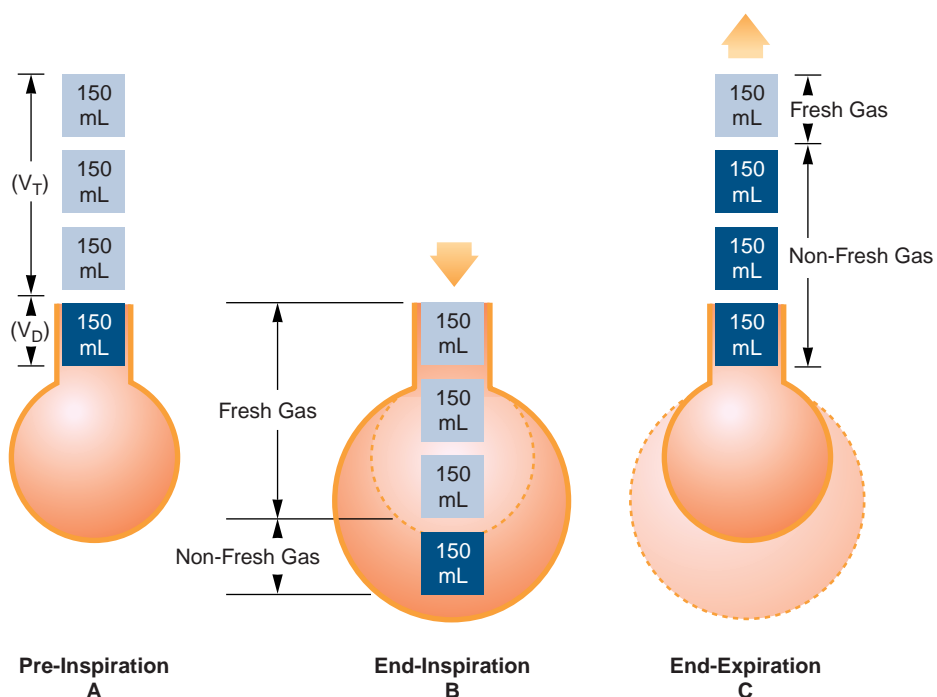 150
mL
150
mL
150
mL
(VT)
150
mL
(VD)
Pre-Inspiration
A
150
mL
150
mL
150
mL
150
mL
Fresh Gas
Non-Fresh Gas
End-Inspiration
B
150
mL
150
mL
150
mL
150
mL
Fresh Gas
Non-Fresh Gas
End-Expiration
C